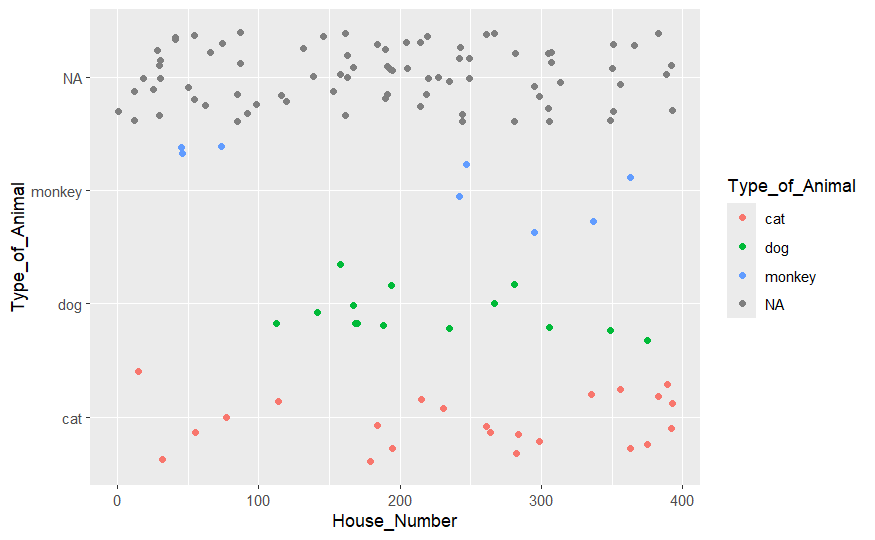 Type_of_Animal
NA
monkey
dog
cat
0
100
200
300
400
House_Number
Type_of_Animal
cat
dog
monkey
NA